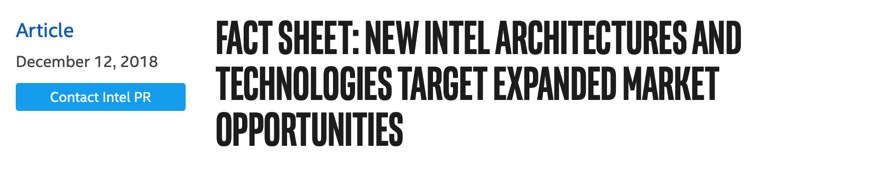 Article
December 12, 2018
Contact Intel PR
FACT SHEET: NEW INTEL ARCHITECTURES AND
TECHNOLOGIES TARGET EXPANDED MARKET
OPPORTUNITIES